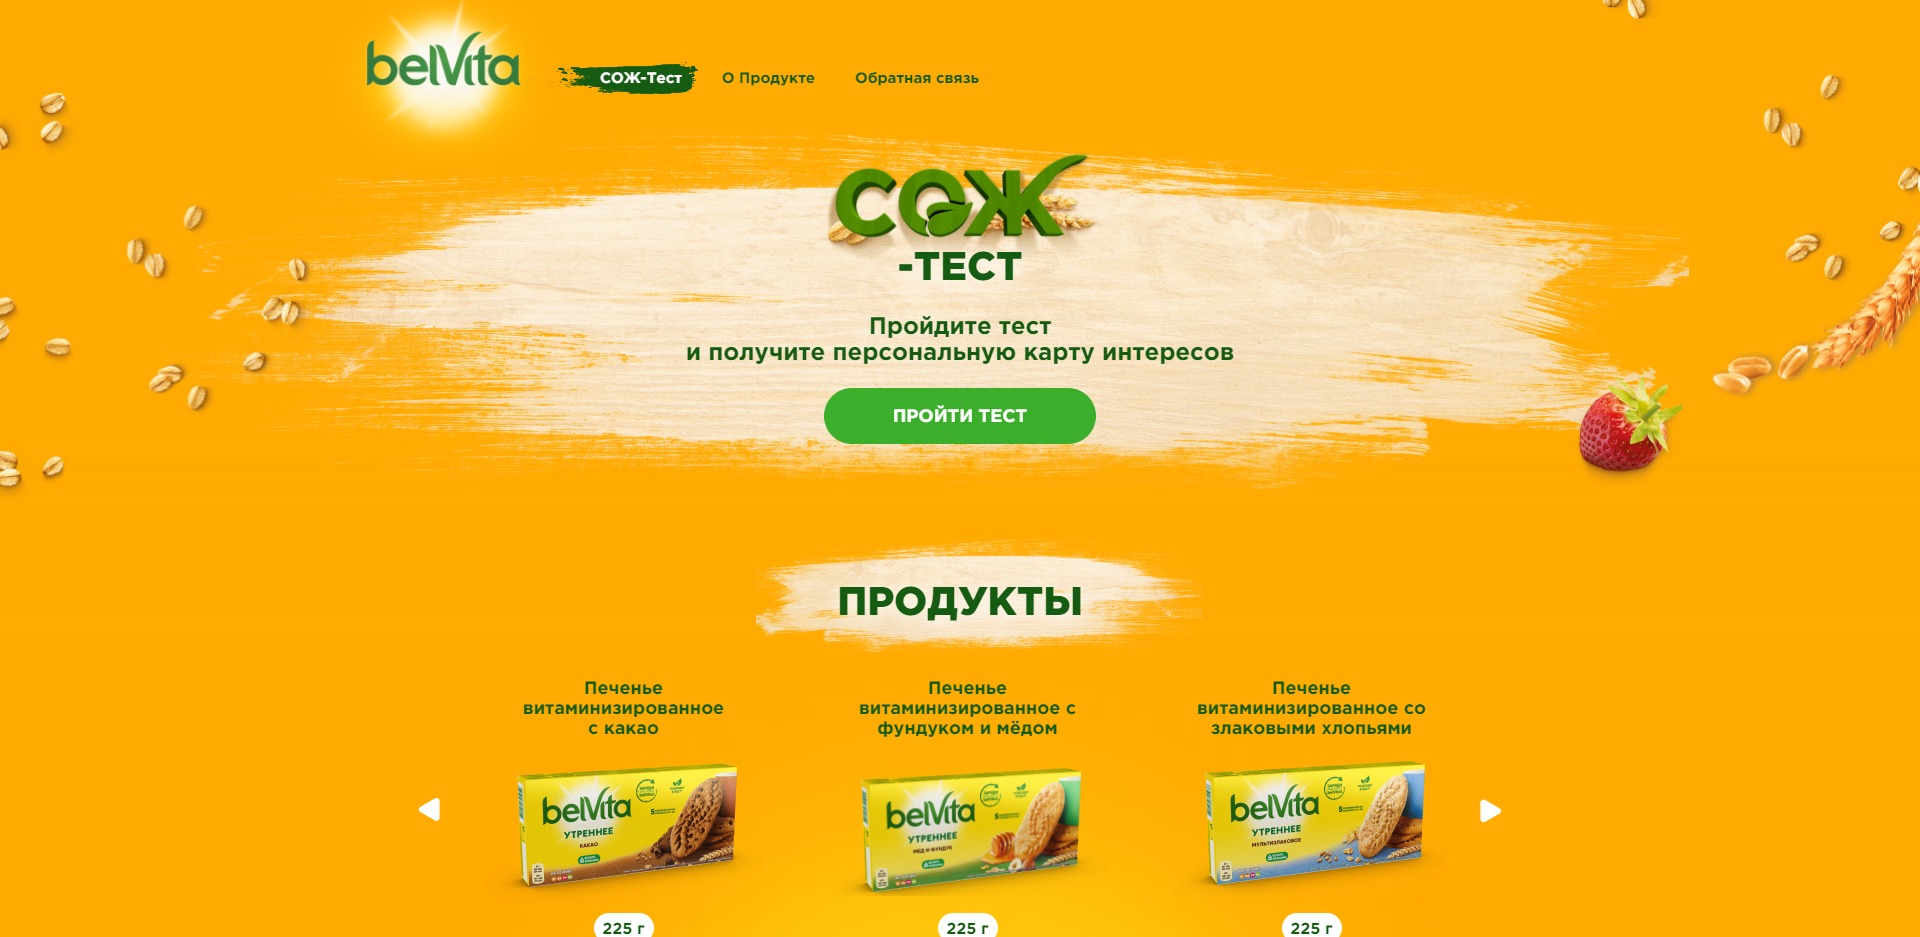 belVita
СОЖ-Тест
О Продукте
Обратная связь
СОЖ
-ТЕСТ
Пройдите тест
и получите персональную карту интересов
ПРОЙТИ ТЕСТ
ПРОДУКТЫ
Печенье
витаминизированное
с какао
Печенье
витаминизированное с
фундуком и мёдом
Печенье
витаминизированное со
злаковыми хлопьями
belVita
УТРЕННЕЕ
КАКАО
belVita
УТРЕННЕЕ
МЕД И ФУНДУК
belVita
УТРЕННЕЕ
МУЛЬТИЗЛАКОВОЕ
225 г
225 г
225 г